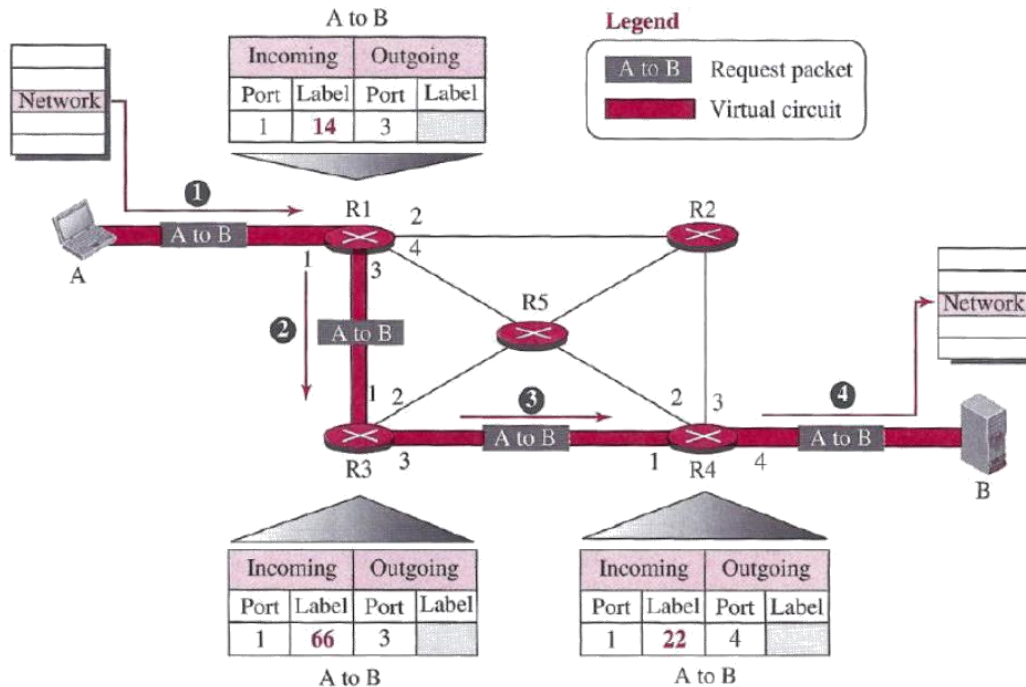 A to B
Incoming Outgoing
Port Label Port Label
1 14 3
Legend
A to B Request packet
Virtual circuit
Network
1
A to B
A
1
R1
2
4
3
R2
2
A to B
R5
Network
1
2
R3
3
3
A to B
2
3
1
R4
4
4
A to B
B
Incoming Outgoing
Port Label Port Label
1 66 3
A to B
Incoming Outgoing
Port Label Port Label
1 22 4
A to B